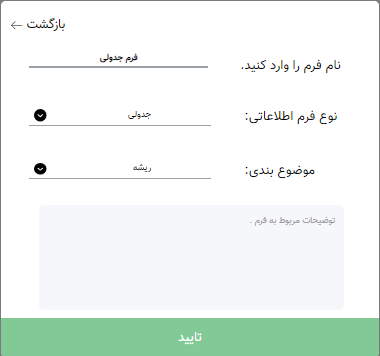 بازگشت
نام فرم را وارد کنید.
فرم جدولی
نوع فرم اطلاعاتی:
جدولی
موضوع بندی:
ریشه
توضیحات مربوط به فرم .
تایید